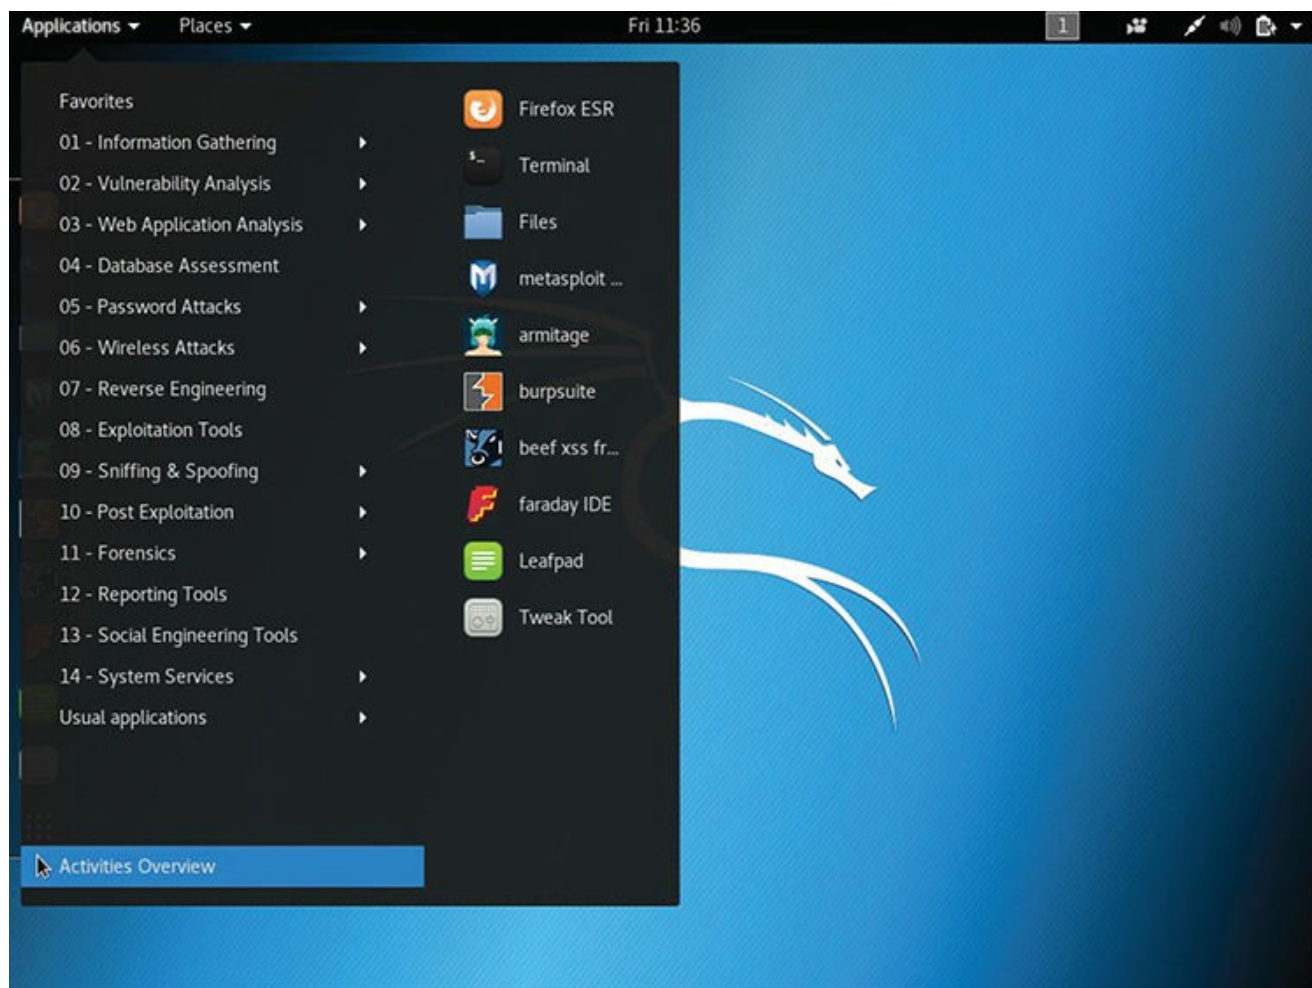 Applications Places Fri 11:36 1
Favorites
01 - Information Gathering
02 - Vulnerability Analysis
03 - Web Application Analysis
04 - Database Assessment
05 - Password Attacks
06 - Wireless Attacks
07 - Reverse Engineering
08 - Exploitation Tools
09 - Sniffing & Spoofing
10 - Post Exploitation
11 - Forensics
12 - Reporting Tools
13 - Social Engineering Tools
14 - System Services
Usual applications
Activities Overview
Firefox ESR
$_
Terminal
Files
metasploit ...
armitage
burpsuite
beef xss fr...
faraday IDE
Leafpad
Tweak Tool